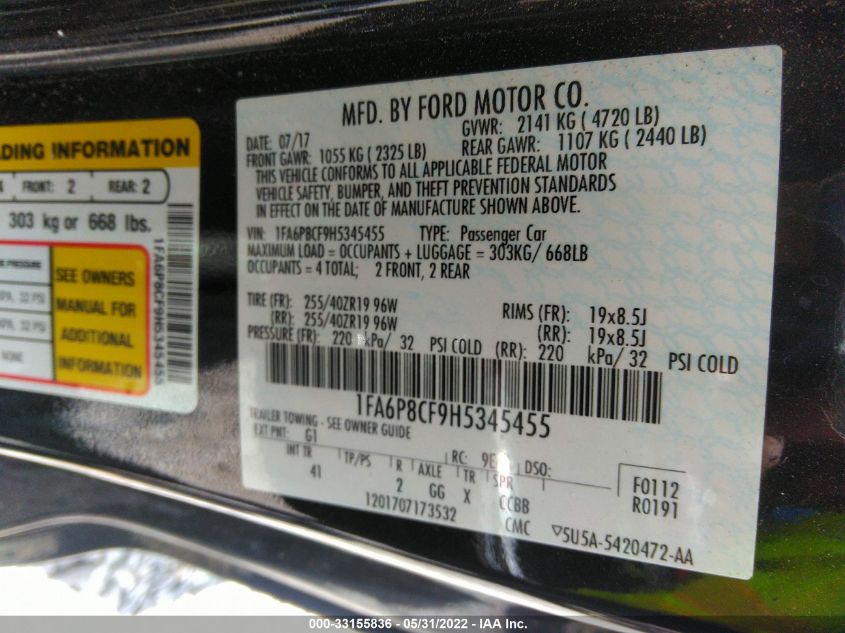 MFD. BY FORD MOTOR CO.
DATE: 07/17 GVWR: 2141 KG ( 4720 LB)
FRONT GAWR: 1055 KG ( 2325 LB) REAR GAWR: 1107 KG ( 2440 LB)
THIS VEHICLE CONFORMS TO ALL APPLICABLE FEDERAL MOTOR
VEHICLE SAFETY, BUMPER, AND THEFT PREVENTION STANDARDS
IN EFFECT ON THE DATE OF MANUFACTURE SHOWN ABOVE.
VIN: 1FA6P8CF9H5345455 TYPE: Passenger Car
MAXIMUM LOAD = OCCUPANTS + LUGGAGE = 303KG/ 668LB
OCCUPANTS = 4 TOTAL; 2 FRONT, 2 REAR
TIRE (FR): 255/40ZR19 96W RIMS (FR): 19x8.5J
(RR): 255/40ZR19 96W (RR): 19x8.5J
PRESSURE (FR): 220 kPa/ 32 PSI COLD (RR): 220 kPa/ 32 PSI COLD
1FA6P8CF9H5345455
TRAILER TOWING - SEE OWNER GUIDE
EXT PNT: G1 RC: DSO:
INT TR TP/PS R AXLE TR SPR F0112
41 2 GG X CCBB R0191
1201707173532 CMC ▽5U5A-5420472-AA
ADING INFORMATION
FRONT: 2 REAR: 2
303 kg or 668 lbs.
1FA6P8CF9H5345455
PRESSURE
32 PSI
32 PSI
NONE
SEE OWNERS
MANUAL FOR
ADDITIONAL
INFORMATION
000-33155836 - 05/31/2022 - IAA Inc.